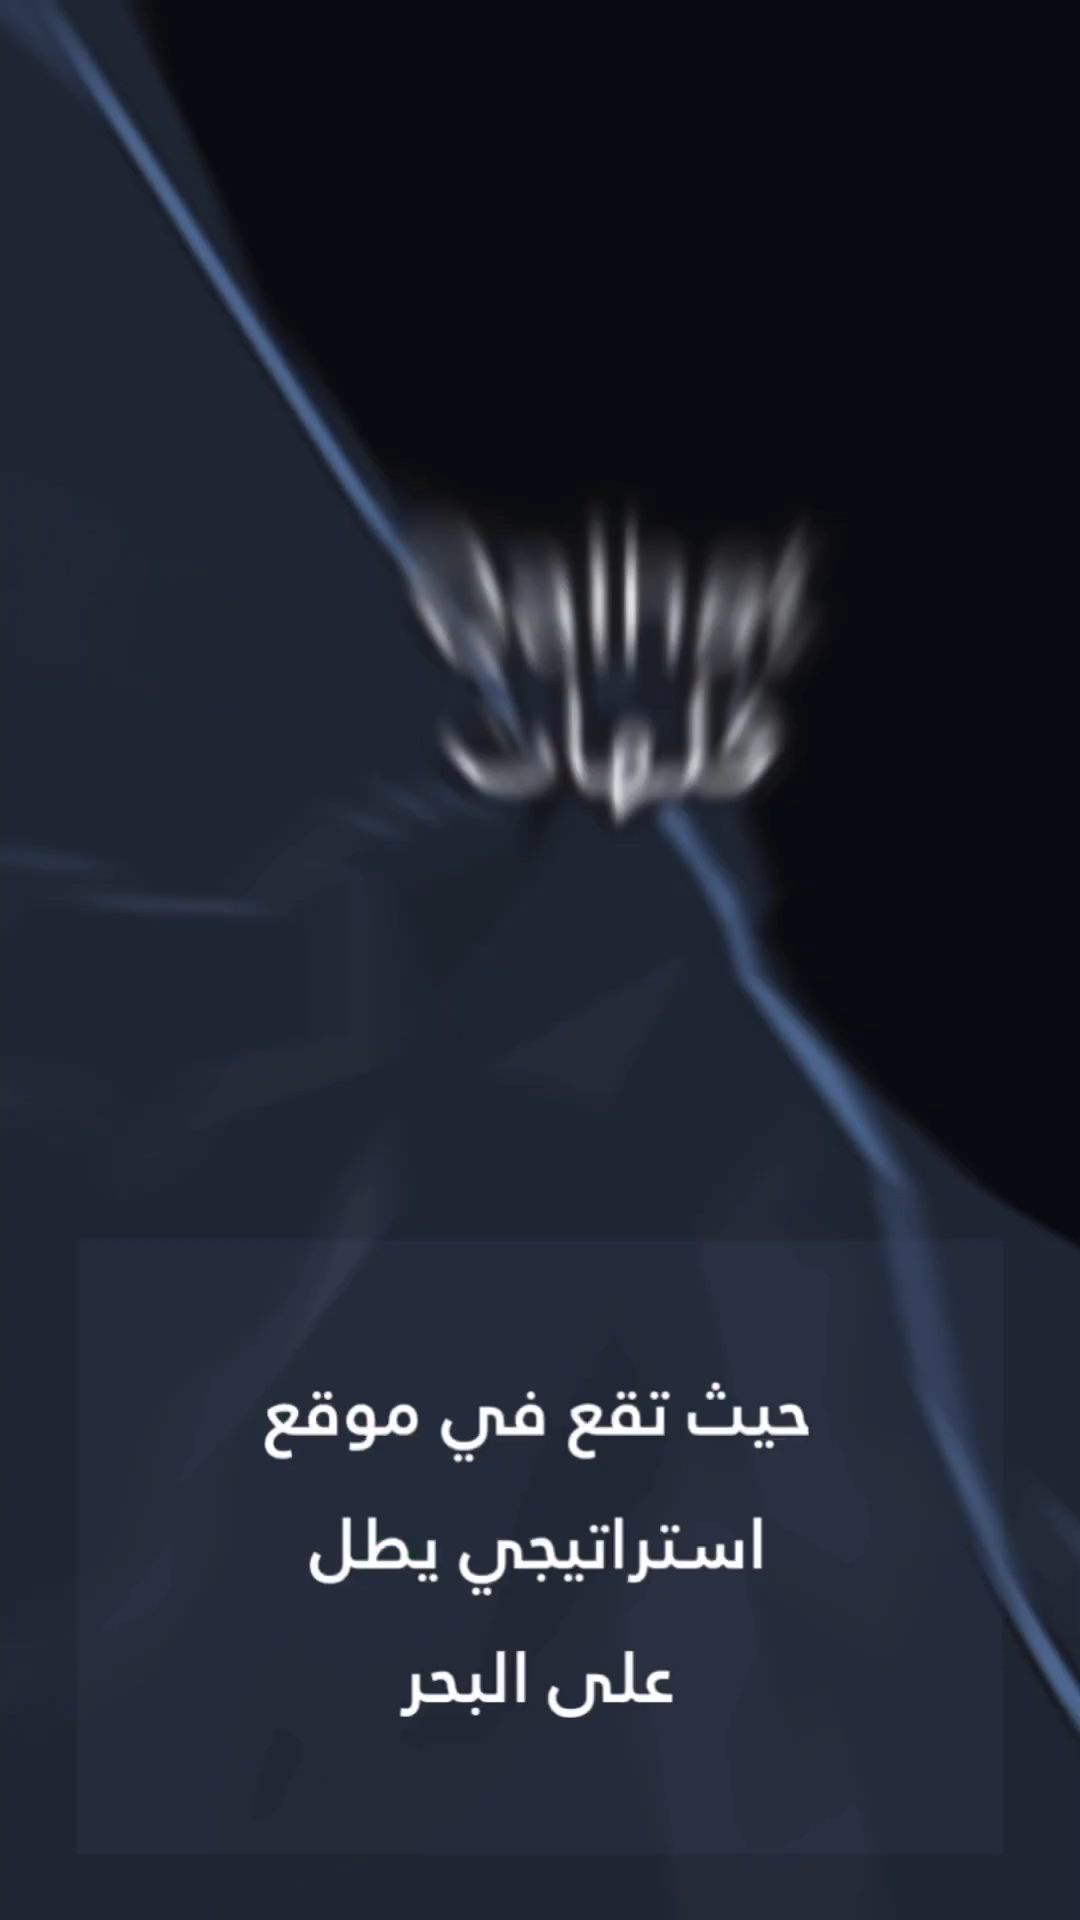 حيث تقع في موقع
استراتيجي يطل
على البحر